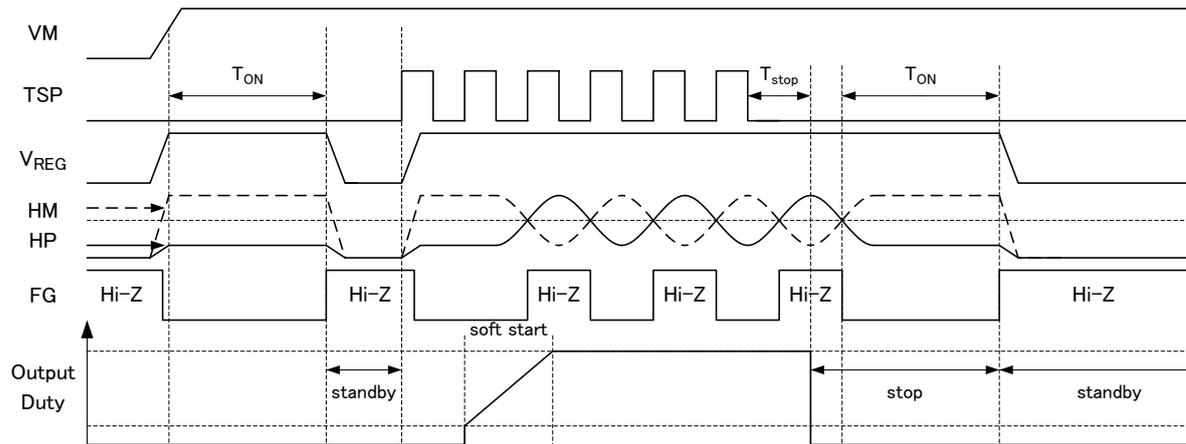 VM
TSP
T_ON
T_stop
T_ON
V_REG
HM
HP
FG
Hi-Z
Hi-Z
Hi-Z
Hi-Z
Hi-Z
Hi-Z
soft start
Output
Duty
standby
stop
standby